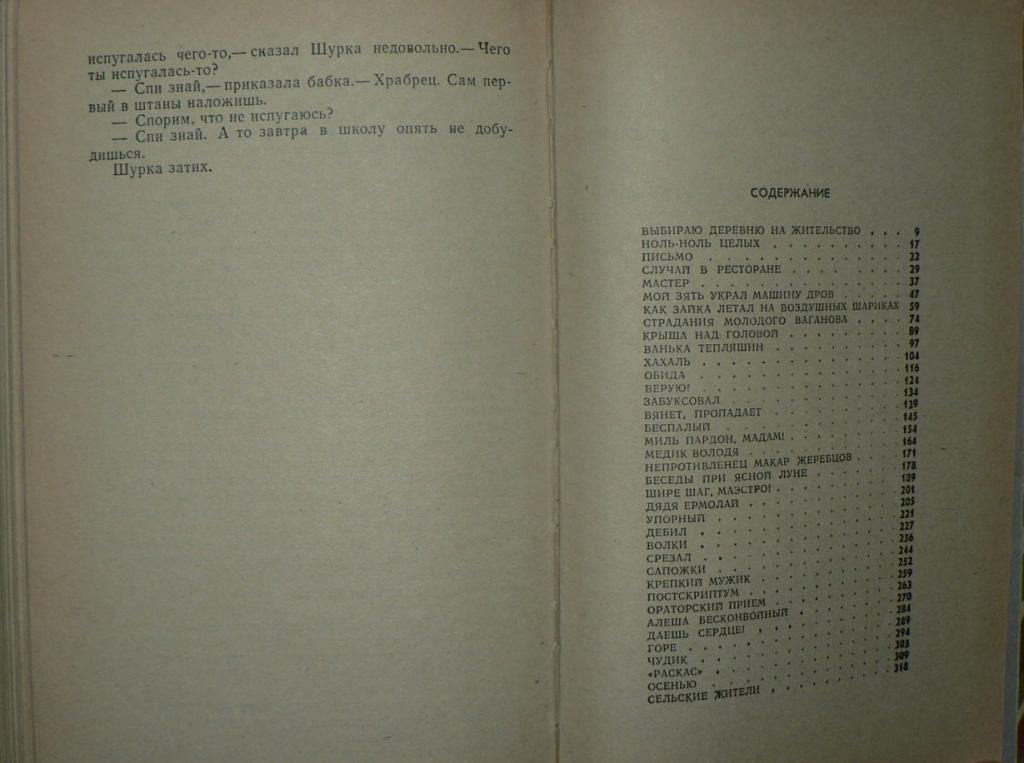 испугалась чего-то,— сказал Шурка недовольно.— Чего
ты испугалась-то?
— Спи знай,— приказала бабка.— Храбрец. Сам пер-
вый в штаны наложишь.
— Спорим, что не испугаюсь?
— Спи знай. А то завтра в школу опять не добу-
дишься.
Шурка затих.
СОДЕРЖАНИЕ
ВЫБИРАЮ ДЕРЕВНЮ НА ЖИТЕЛЬСТВО . . . 9
НОЛЬ-НОЛЬ ЦЕЛЫХ . . . . . . . . . . 17
ПИСЬМО . . . . . . . . . . . . . . 22
СЛУЧАЙ В РЕСТОРАНЕ . . . . . . . . 29
МАСТЕР . . . . . . . . . . . . . . 37
МОЙ ЗЯТЬ УКРАЛ МАШИНУ ДРОВ . . . . . 47
КАК ЗАЙКА ЛЕТАЛ НА ВОЗДУШНЫХ ШАРИКАХ 59
СТРАДАНИЯ МОЛОДОГО ВАГАНОВА . . . . 74
КРЫША НАД ГОЛОВОЙ . . . . . . . . . 89
ВАНЬКА ТЕПЛЯШИН . . . . . . . . . . 97
ХАХАЛЬ . . . . . . . . . . . . . . 104
ОБИДА . . . . . . . . . . . . . . 116
ВЕРУЮ! . . . . . . . . . . . . . . 124
ЗАБУКСОВАЛ . . . . . . . . . . . . 134
ВЯНЕТ, ПРОПАДАЕТ . . . . . . . . . . 139
БЕСПАЛЫЙ . . . . . . . . . . . . . 145
МИЛЬ ПАРДОН, МАДАМ! . . . . . . . . 154
МЕДИК ВОЛОДЯ . . . . . . . . . . . 164
НЕПРОТИВЛЕНЕЦ МАКАР ЖЕРЕБЦОВ . . . . 171
БЕСЕДЫ ПРИ ЯСНОЙ ЛУНЕ . . . . . . . 178
ШИРЕ ШАГ, МАЭСТРО! . . . . . . . . . 189
ДЯДЯ ЕРМОЛАЙ . . . . . . . . . . . 201
УПОРНЫЙ . . . . . . . . . . . . . 205
ДЕБИЛ . . . . . . . . . . . . . . 221
ВОЛКИ . . . . . . . . . . . . . . 227
СРЕЗАЛ . . . . . . . . . . . . . . 236
САПОЖКИ . . . . . . . . . . . . . 244
КРЕПКИЙ МУЖИК . . . . . . . . . . . 252
ПОСТСКРИПТУМ . . . . . . . . . . . 259
ОРАТОРСКИЙ ПРИЕМ . . . . . . . . . . 263
АЛЕША БЕСКОНВОЙНЫЙ . . . . . . . . 270
ДАЕШЬ СЕРДЦЕ! . . . . . . . . . . . 284
ГОРЕ . . . . . . . . . . . . . . . 289
ЧУДИК . . . . . . . . . . . . . . 294
«РАСКАС» . . . . . . . . . . . . . 303
ОСЕНЬЮ . . . . . . . . . . . . . . 309
СЕЛЬСКИЕ ЖИТЕЛИ . . . . . . . . . . 318